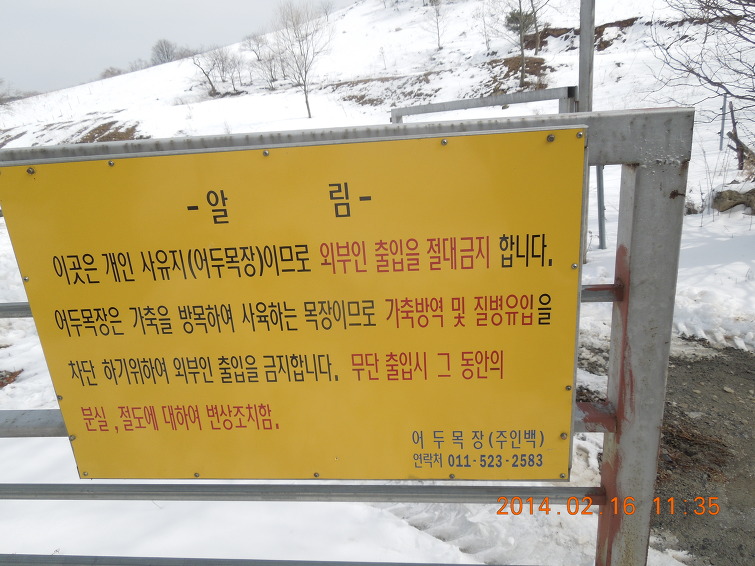 -알 림-
이곳은 개인 사유지(어두목장)이므로 외부인 출입을 절대금지 합니다.
어두목장은 가축을 방목하여 사육하는 목장이므로 가축방역 및 질병유입을
차단 하기위하여 외부인 출입을 금지합니다. 무단 출입시 그 동안의
분실 ,절도에 대하여 변상조치함.
어 두 목 장 (주인백)
연락처 011-523-2583
2014.02.16 11:35